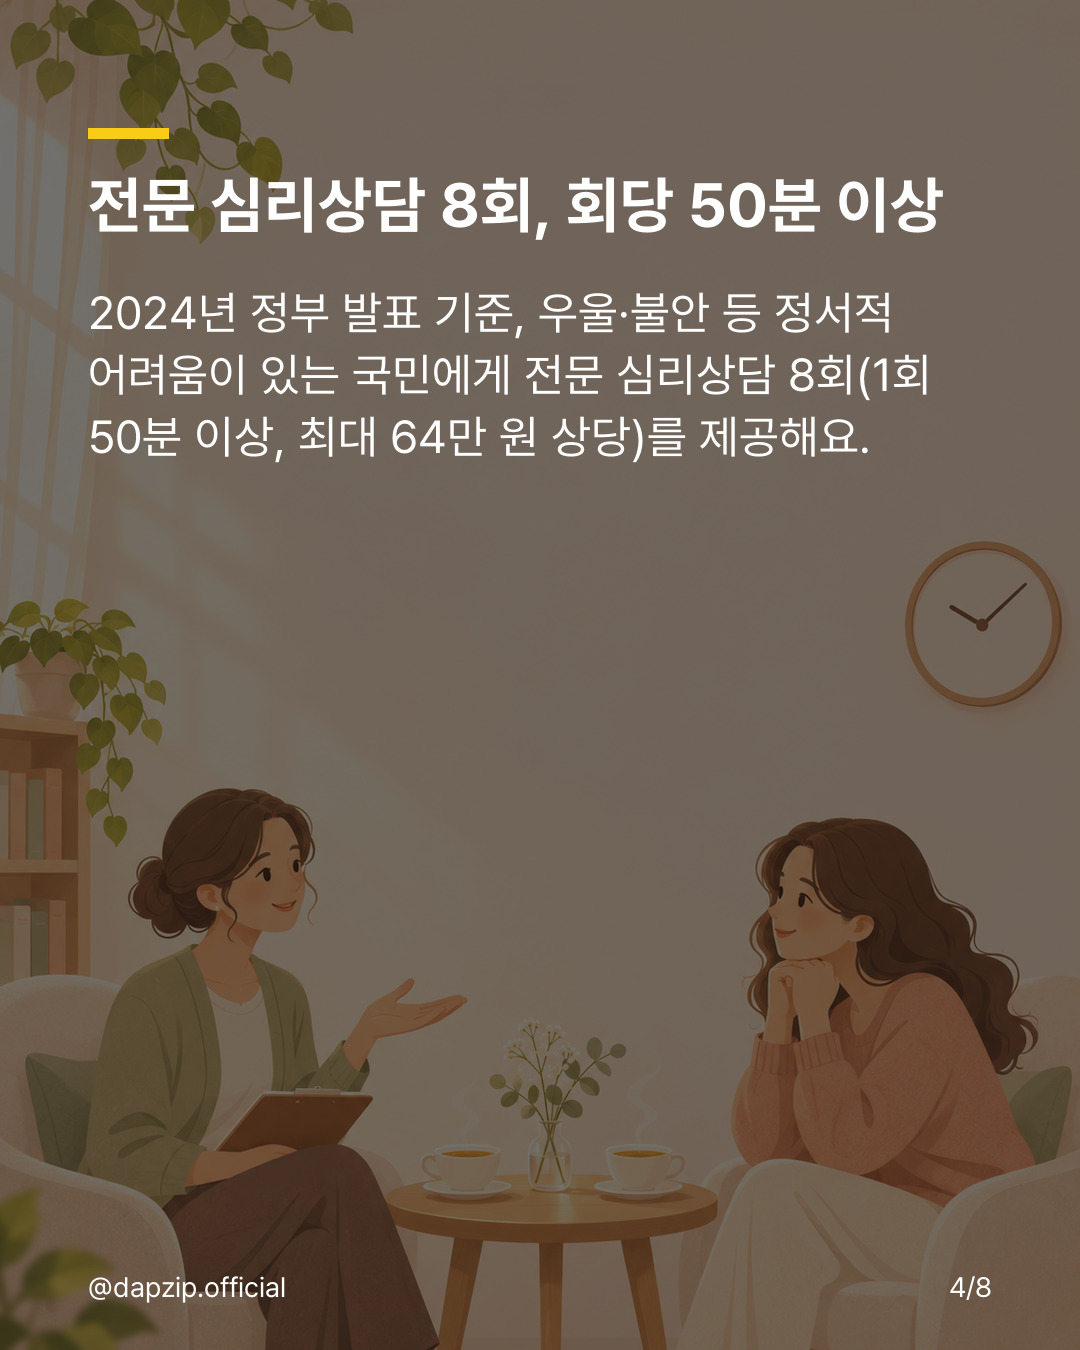 전문 심리상담 8회, 회당 50분 이상
2024년 정부 발표 기준, 우울·불안 등 정서적
어려움이 있는 국민에게 전문 심리상담 8회(1회
50분 이상, 최대 64만 원 상당)를 제공해요.
@dapzip.official
4/8